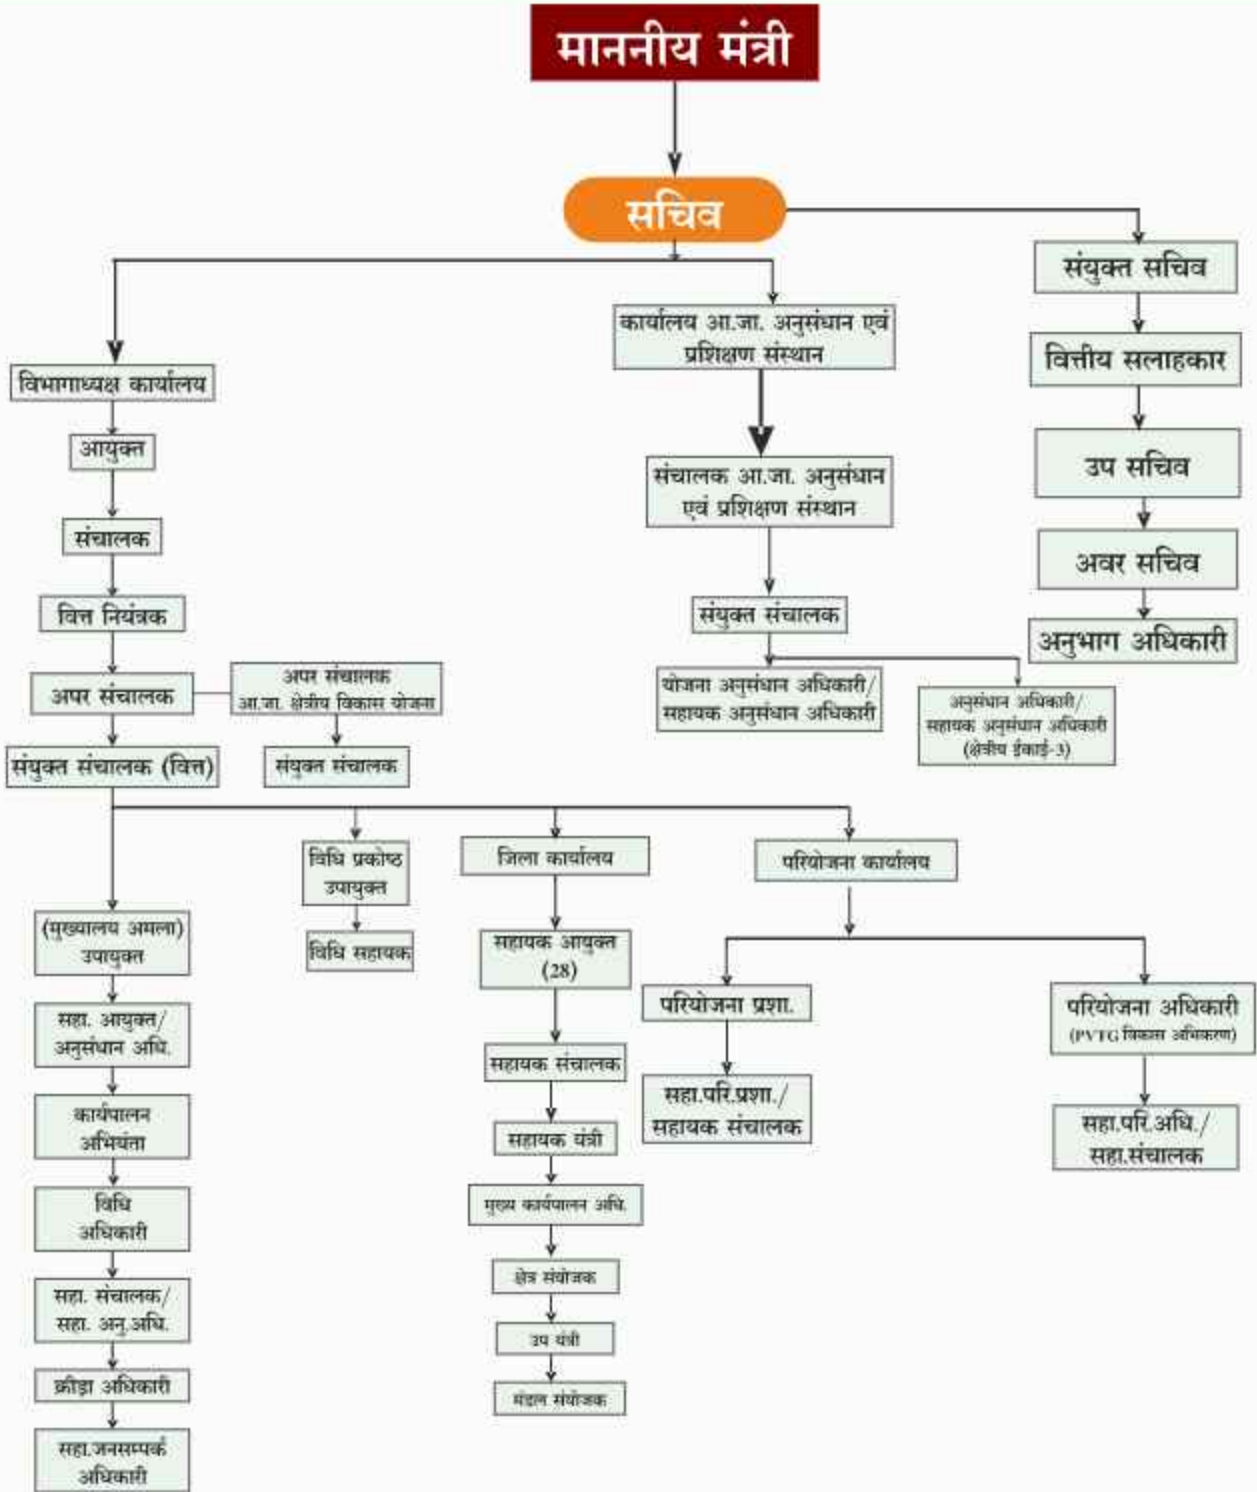 माननीय मंत्री
सचिव
संयुक्त सचिव
वित्तीय सलाहकार
उप सचिव
अवर सचिव
अनुभाग अधिकारी
कार्यालय आ.जा. अनुसंधान एवं
प्रशिक्षण संस्थान
संचालक आ.जा. अनुसंधान
एवं प्रशिक्षण संस्थान
संयुक्त संचालक
योजना अनुसंधान अधिकारी/
सहायक अनुसंधान अधिकारी
अनुसंधान अधिकारी/
सहायक अनुसंधान अधिकारी
(क्षेत्रीय ईकाई-3)
विभागाध्यक्ष कार्यालय
आयुक्त
संचालक
वित्त नियंत्रक
अपर संचालक
अपर संचालक
आ.जा. क्षेत्रीय विकास योजना
संयुक्त संचालक (वित्त)
संयुक्त संचालक
(मुख्यालय अमला)
उपायुक्त
सहा. आयुक्त/
अनुसंधान अधि.
कार्यपालन
अभियंता
विधि
अधिकारी
सहा. संचालक/
सहा. अनु.अधि.
क्रीड़ा अधिकारी
सहा.जनसम्पर्क
अधिकारी
विधि प्रकोष्ठ
उपायुक्त
विधि सहायक
जिला कार्यालय
सहायक आयुक्त
(28)
सहायक संचालक
सहायक यंत्री
मुख्य कार्यपालन अधि.
क्षेत्र संयोजक
उप यंत्री
मंडल संयोजक
परियोजना कार्यालय
परियोजना प्रशा.
सहा.परि.प्रशा./
सहायक संचालक
परियोजना अधिकारी
(PVTG विकास अभिकरण)
सहा.परि.अधि./
सहा.संचालक